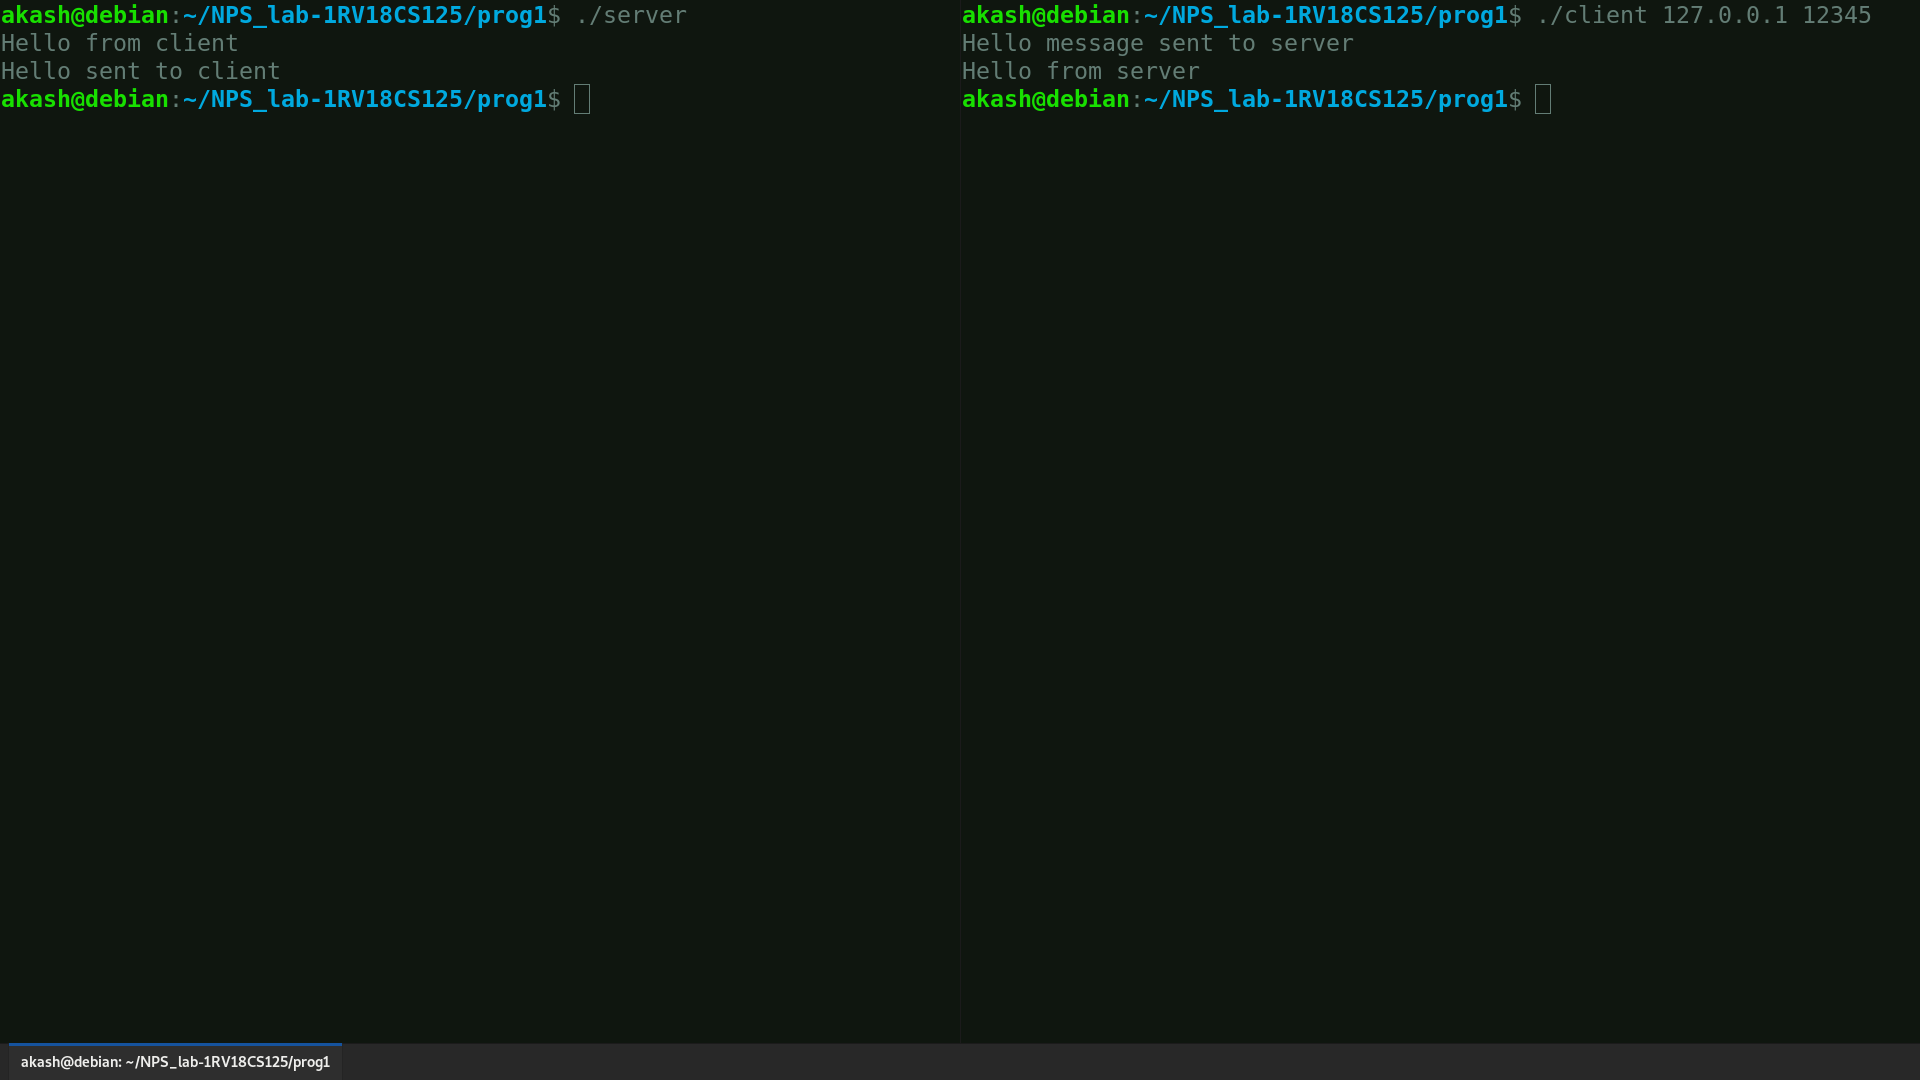 akash@debian:~/NPS_lab-1RV18CS125/prog1$ ./server
Hello from client
Hello sent to client
akash@debian:~/NPS_lab-1RV18CS125/prog1$
akash@debian:~/NPS_lab-1RV18CS125/prog1$ ./client 127.0.0.1 12345
Hello message sent to server
Hello from server
akash@debian:~/NPS_lab-1RV18CS125/prog1$
akash@debian: ~/NPS_lab-1RV18CS125/prog1